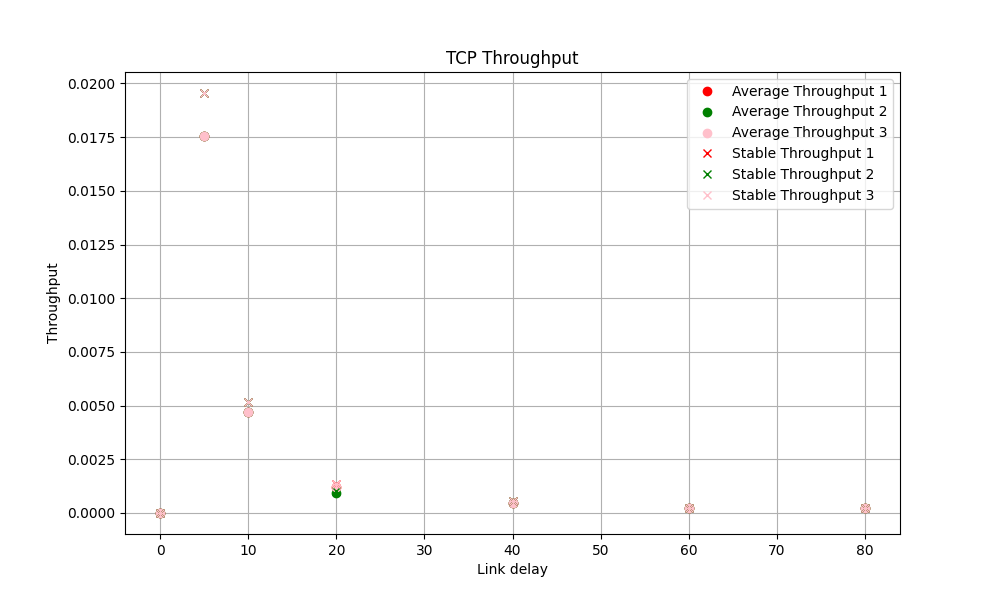 TCP Throughput
0.0200
0.0175
0.0150
0.0125
0.0100
0.0075
0.0050
0.0025
0.0000
Throughput
Average Throughput 1
Average Throughput 2
Average Throughput 3
Stable Throughput 1
Stable Throughput 2
Stable Throughput 3
0 10 20 30 40 50 60 70 80
Link delay